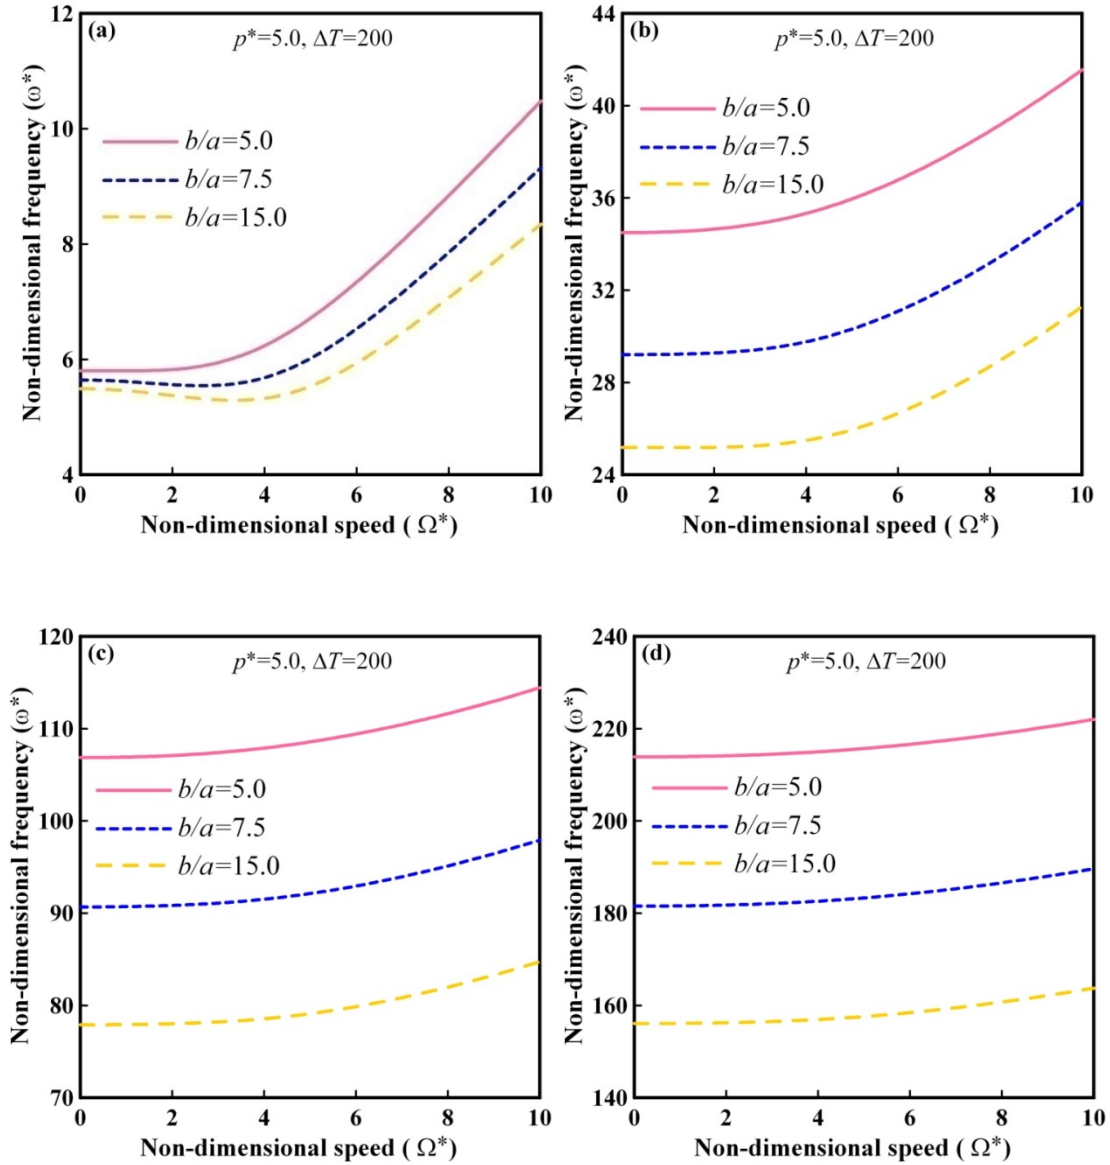 (a)
p*=5.0, ΔT=200
b/a=5.0
b/a=7.5
b/a=15.0
12
10
8
6
4
0 2 4 6 8 10
Non-dimensional frequency (ω*)
Non-dimensional speed ( Ω*)
(b)
p*=5.0, ΔT=200
b/a=5.0
b/a=7.5
b/a=15.0
44
40
36
32
28
24
0 2 4 6 8 10
Non-dimensional frequency (ω*)
Non-dimensional speed ( Ω*)
(c)
p*=5.0, ΔT=200
b/a=5.0
b/a=7.5
b/a=15.0
120
110
100
90
80
70
0 2 4 6 8 10
Non-dimensional frequency (ω*)
Non-dimensional speed ( Ω*)
(d)
p*=5.0, ΔT=200
b/a=5.0
b/a=7.5
b/a=15.0
240
220
200
180
160
140
0 2 4 6 8 10
Non-dimensional frequency (ω*)
Non-dimensional speed ( Ω*)